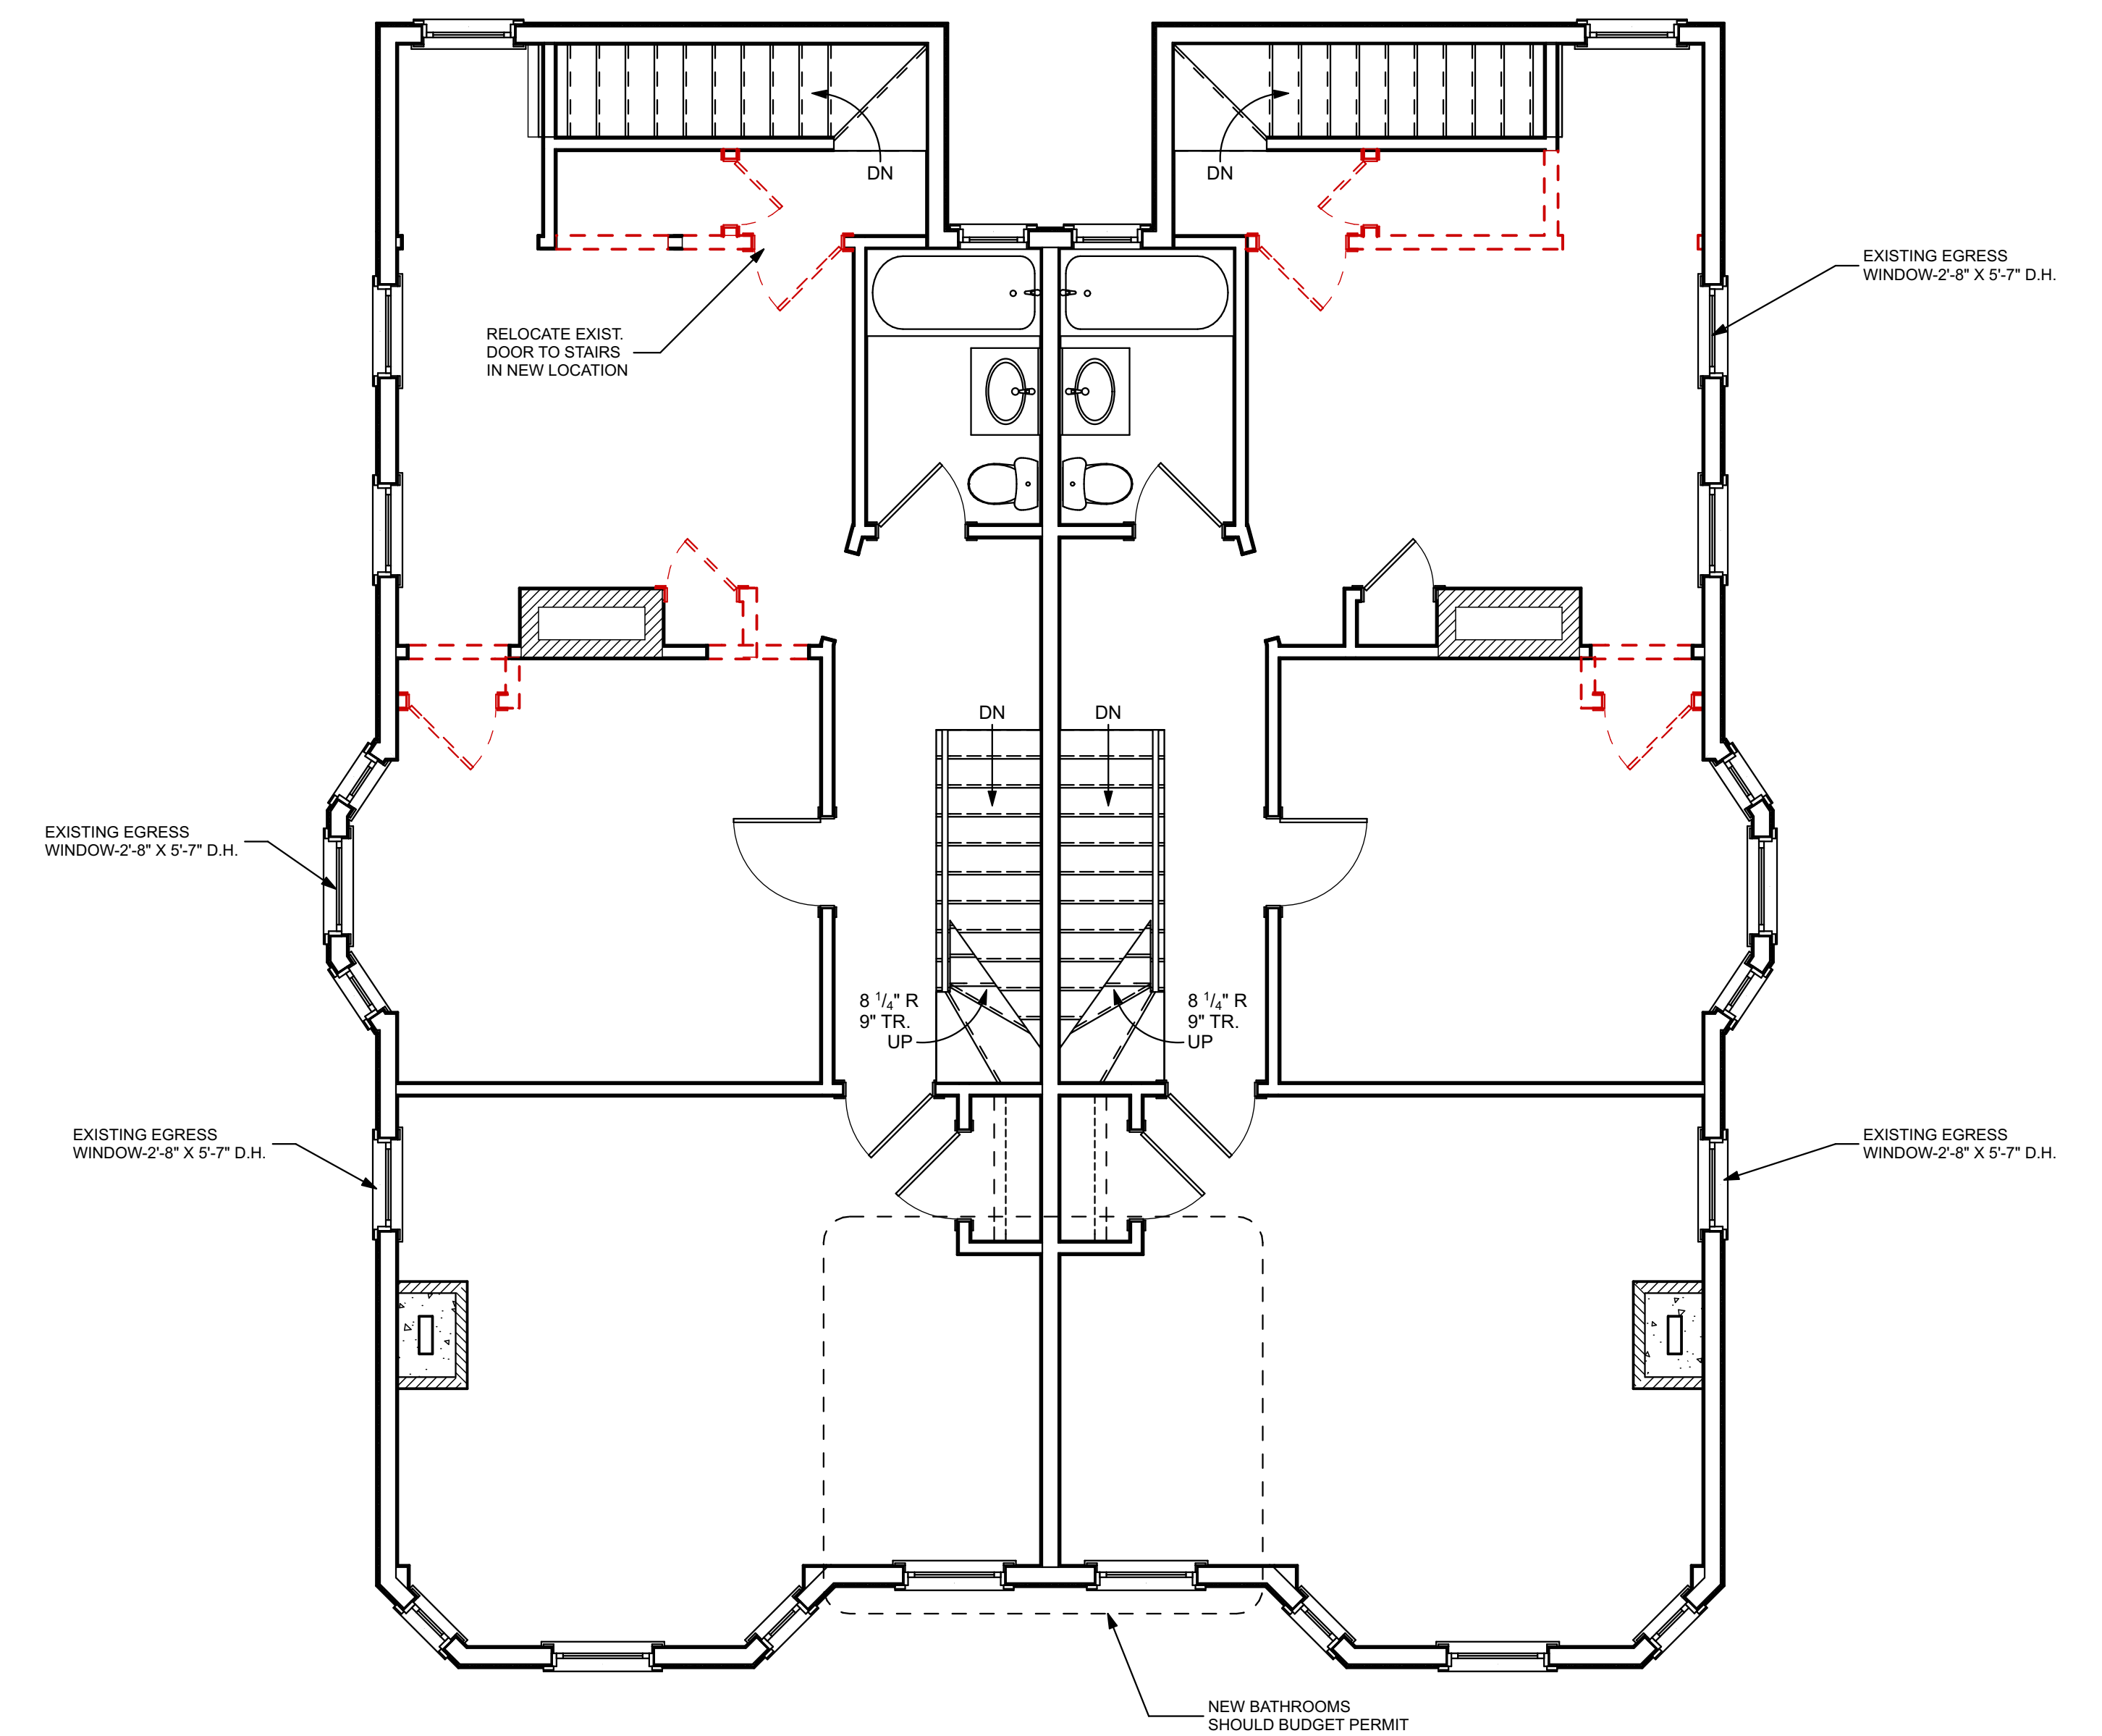 DN
DN
EXISTING EGRESS
WINDOW-2'-8" X 5'-7" D.H.
RELOCATE EXIST.
DOOR TO STAIRS
IN NEW LOCATION
DN
DN
EXISTING EGRESS
WINDOW-2'-8" X 5'-7" D.H.
8 1/4" R
9" TR.
UP
8 1/4" R
9" TR.
UP
EXISTING EGRESS
WINDOW-2'-8" X 5'-7" D.H.
EXISTING EGRESS
WINDOW-2'-8" X 5'-7" D.H.
NEW BATHROOMS
SHOULD BUDGET PERMIT